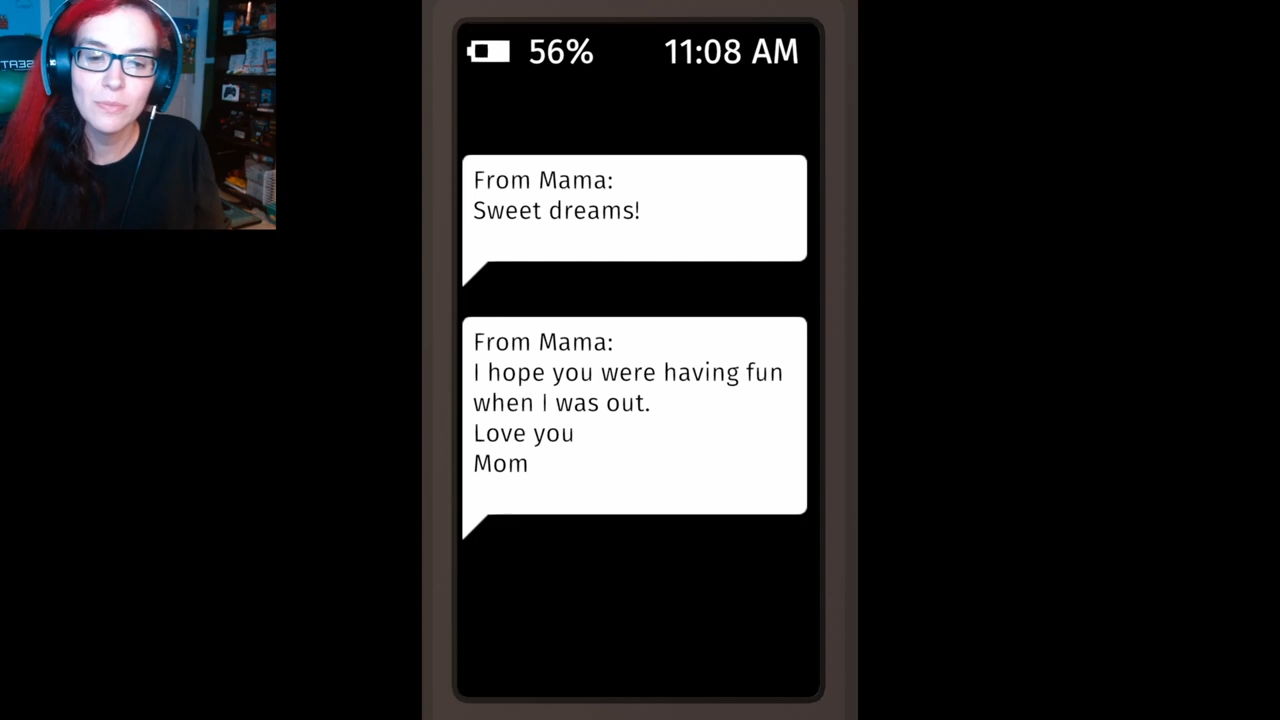 56% 11:08 AM
From Mama:
Sweet dreams!
From Mama:
I hope you were having fun
when I was out.
Love you
Mom